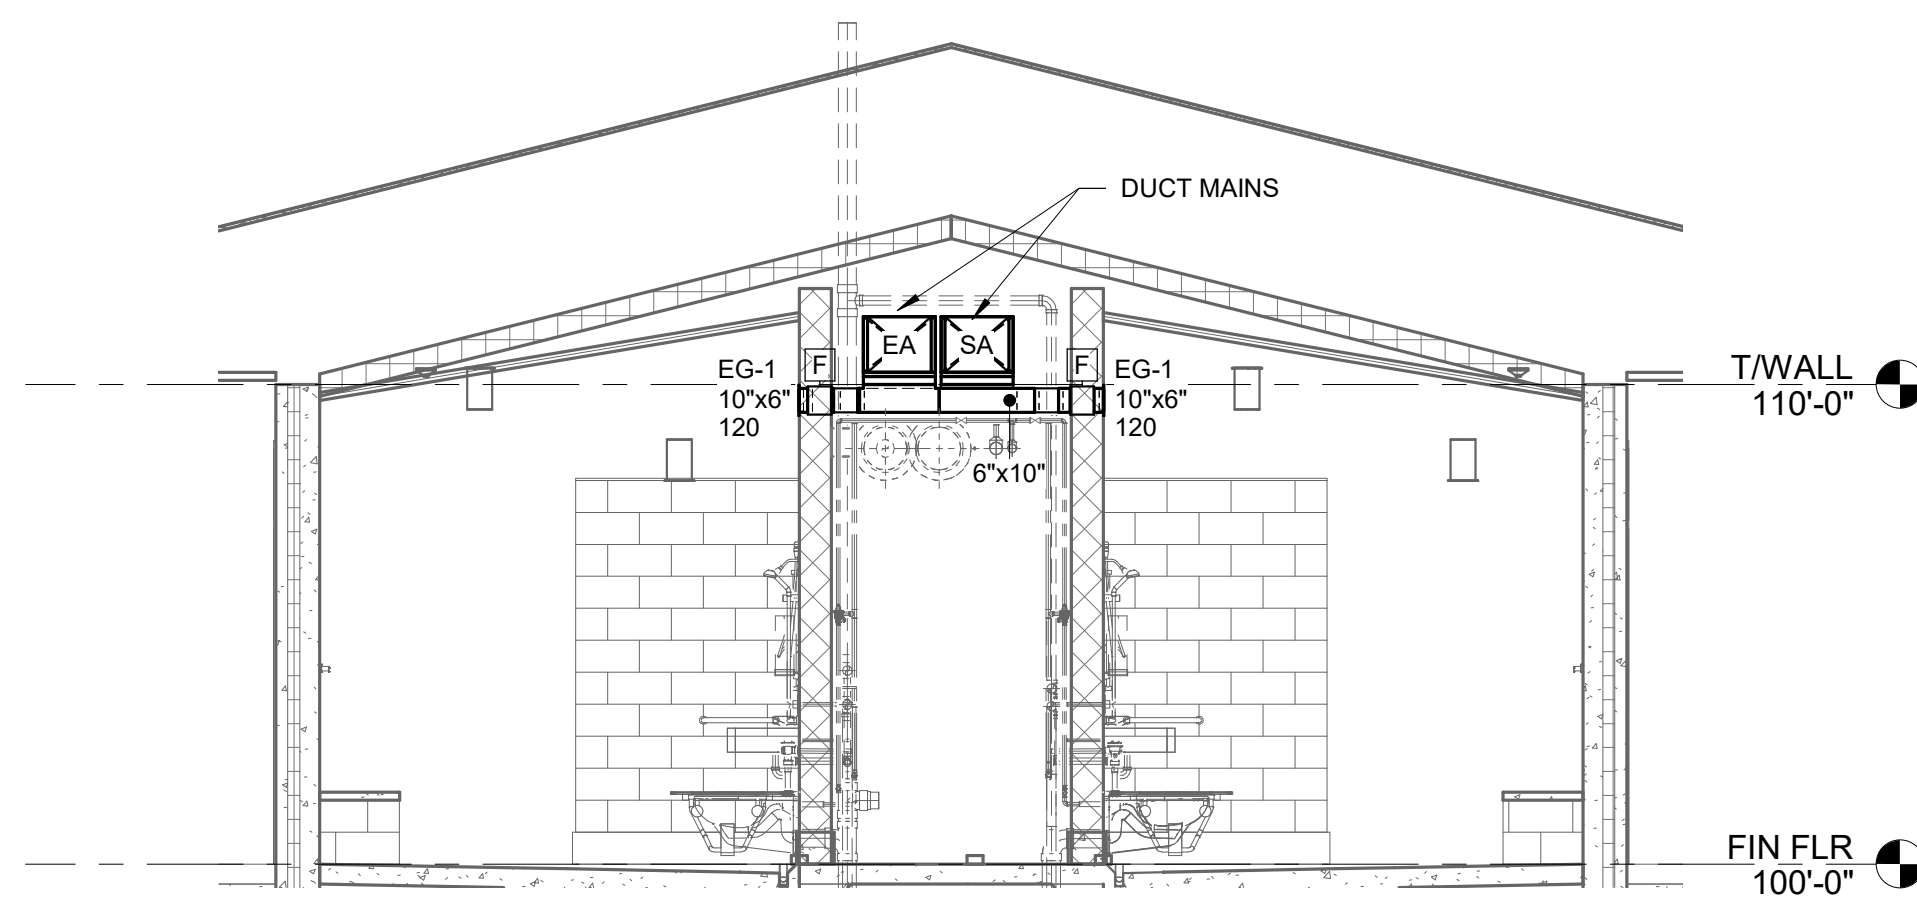 DUCT MAINS
EA
SA
F
F
EG-1
10"x6"
120
EG-1
10"x6"
120
6"x10"
T/WALL
110'-0"
FIN FLR
100'-0"